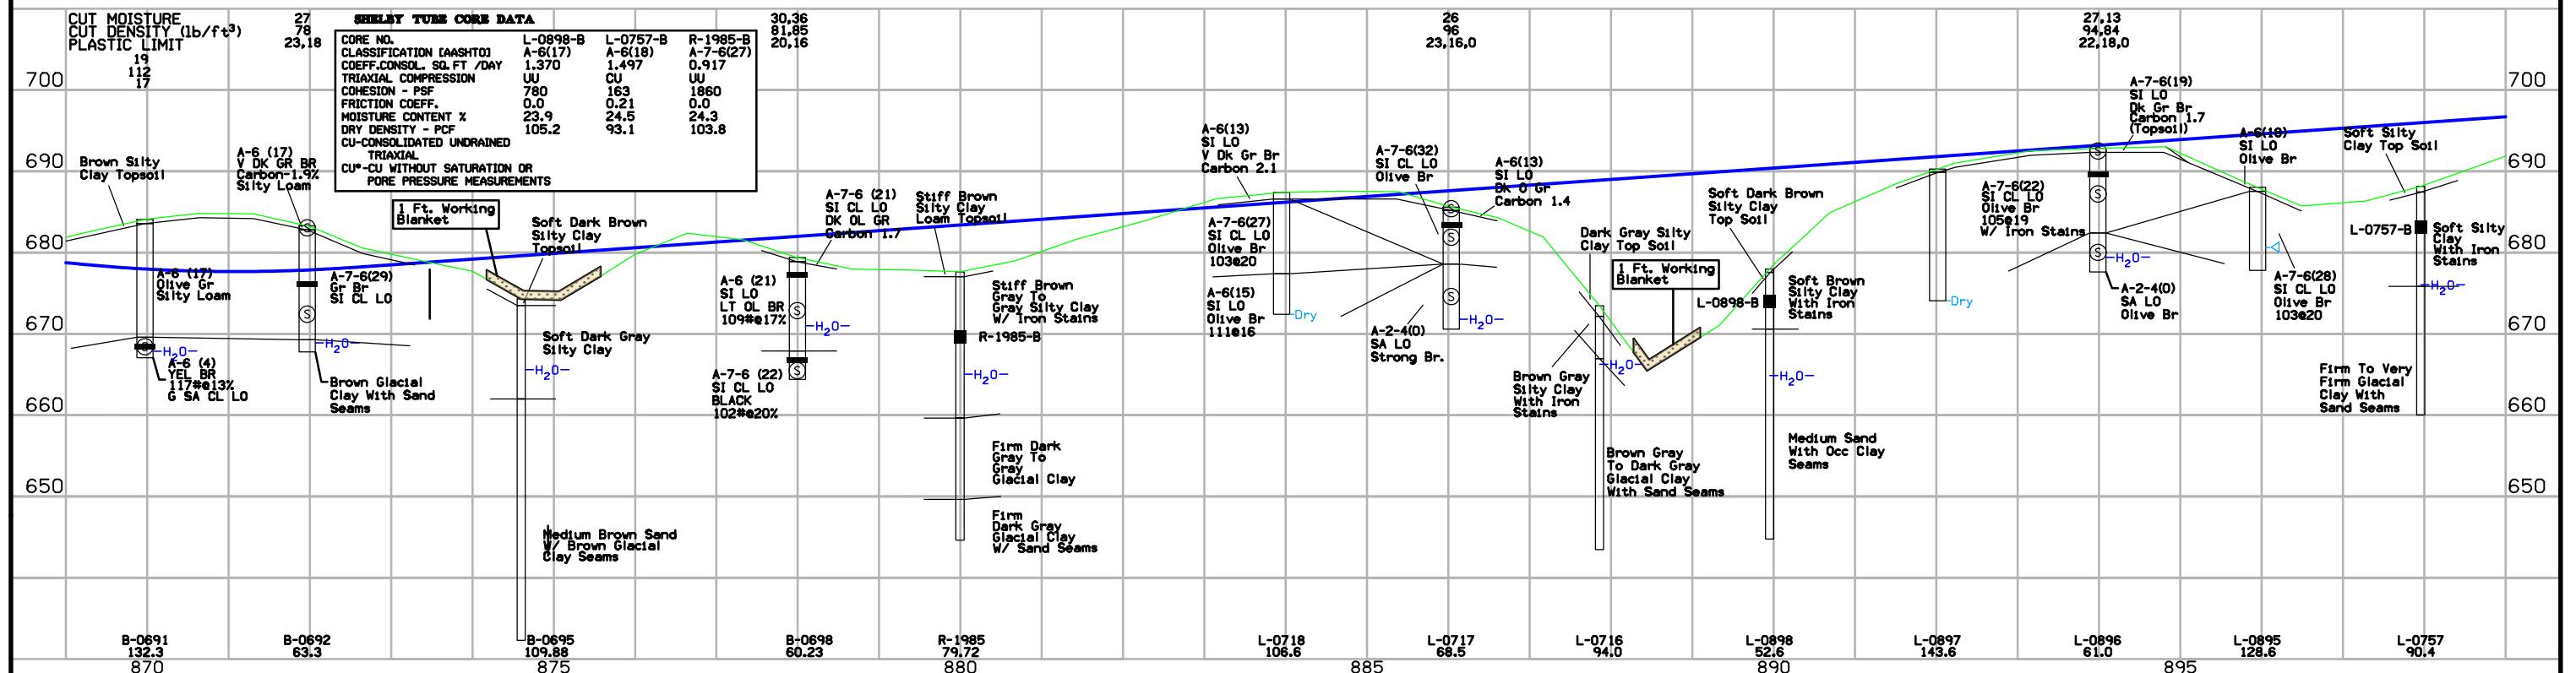 CUT MOISTURE
CUT DENSITY (lb/ft³)
PLASTIC LIMIT
19
112
17
27
78
23,18
30,36
81,85
20,16
26
96
23,16,0
27,13
94,84
22,18,0
SHELBY TUBE CORE DATA
CORE NO. L-0898-B L-0757-B R-1985-B
CLASSIFICATION [AASHTO] A-6(17) A-6(18) A-7-6(27)
COEFF.CONSOL. SQ.FT /DAY 1.370 1.497 0.917
TRIAXIAL COMPRESSION UU CU UU
COHESION - PSF 780 163 1860
FRICTION COEFF. 0.0 0.21 0.0
MOISTURE CONTENT % 23.9 24.5 24.3
DRY DENSITY - PCF 105.2 93.1 103.8
CU-CONSOLIDATED UNDRAINED
TRIAXIAL
CU*-CU WITHOUT SATURATION OR
PORE PRESSURE MEASUREMENTS
700
690
680
670
660
650
700
690
680
670
660
650
Brown Silty
Clay Topsoil
A-6 (17)
V DK GR BR
Carbon-1.9%
Silty Loam
S
A-6 (17)
Olive Gr
Silty Loam
A-7-6(29)
Gr Br
SI CL LO
S
H₂O
A-6 (4)
YEL BR
117#@13%
G SA CL LO
H₂O
Brown Glacial
Clay With Sand
Seams
1 Ft. Working
Blanket
Soft Dark Brown
Silty Clay
Topsoil
Soft Dark Gray
Silty Clay
H₂O
Medium Brown Sand
W/ Brown Glacial
Clay Seams
A-7-6 (21)
SI CL LO
DK OL GR
Carbon 1.7
A-6 (21)
SI LO
LT OL BR
109#@17%
S
H₂O
A-7-6 (22)
SI CL LO
BLACK
102#@20%
S
Stiff Brown
Silty Clay
Loam Topsoil
Stiff Brown
Gray To
Gray Silty Clay
W/ Iron Stains
R-1985-B
H₂O
Firm Dark
Gray To
Gray
Glacial Clay
Firm
Dark Gray
Glacial Clay
W/ Sand Seams
A-6(13)
SI LO
V Dk Gr Br
Carbon 2.1
A-7-6(27)
SI CL LO
Olive Br
103@20
A-6(15)
SI LO
Olive Br
111@16
Dry
A-7-6(32)
SI CL LO
Olive Br
A-6(13)
SI LO
Dk O Gr
Carbon 1.4
S
S
S
H₂O
A-2-4(0)
SA LO
Strong Br.
Dark Gray Silty
Clay Top Soil
1 Ft. Working
Blanket
H₂O
Brown Gray
Silty Clay
With Iron
Stains
Brown Gray
To Dark Gray
Glacial Clay
With Sand Seams
Soft Dark Brown
Silty Clay
Top Soil
L-0898-B
Soft Brown
Silty Clay
With Iron
Stains
H₂O
Medium Sand
With Occ Clay
Seams
Dry
A-7-6(19)
SI LO
Dk Gr Br
Carbon 1.7
(Topsoil)
A-7-6(22)
SI CL LO
Olive Br
105@19
W/ Iron Stains
S
S
S
H₂O
A-2-4(0)
SA LO
Olive Br
A-6(18)
SI LO
Olive Br
A-7-6(28)
SI CL LO
Olive Br
103@20
Soft Silty
Clay Top Soil
L-0757-B
Soft Silty
Clay
With Iron
Stains
H₂O
Firm To Very
Firm Glacial
Clay With
Sand Seams
B-0691
132.3
B-0692
63.3
B-0695
109.88
B-0698
60.23
R-1985
79.72
L-0718
106.6
L-0717
68.5
L-0716
94.0
L-0898
52.6
L-0897
143.6
L-0896
61.0
L-0895
128.6
L-0757
90.4
870
875
880
885
890
895